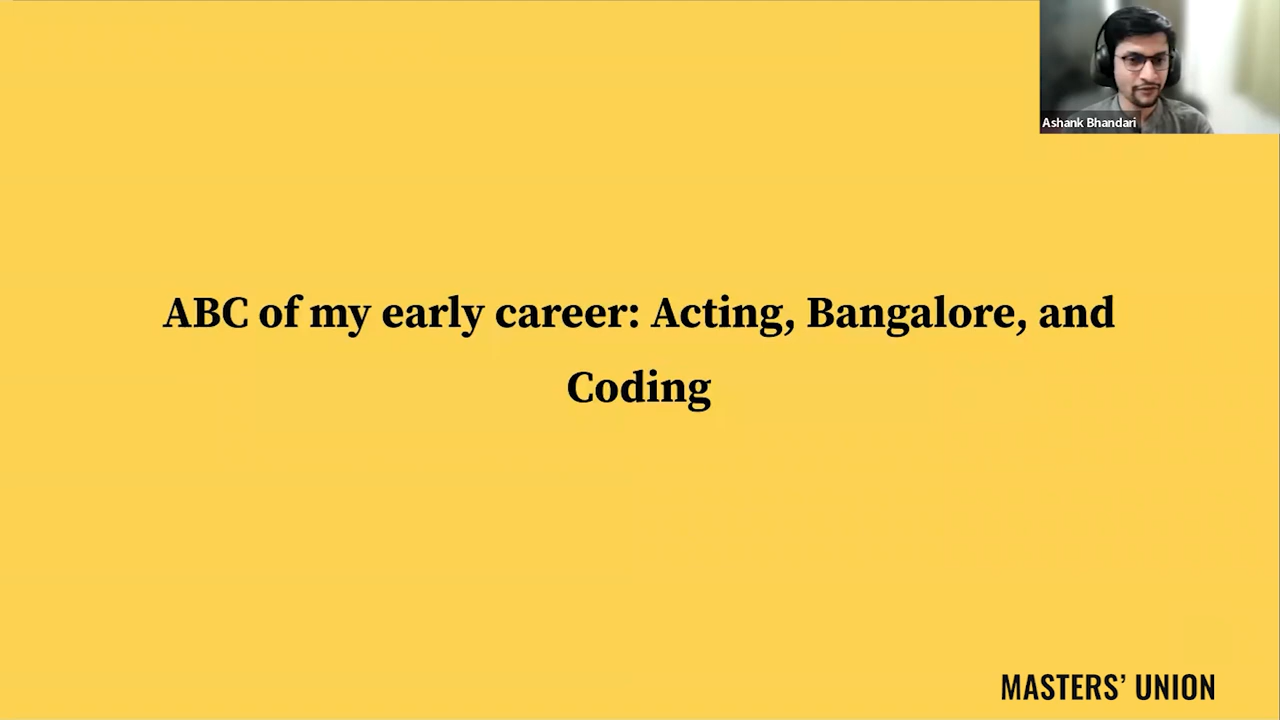 Ashank Bhandari
ABC of my early career: Acting, Bangalore, and
Coding
MASTERS’ UNION